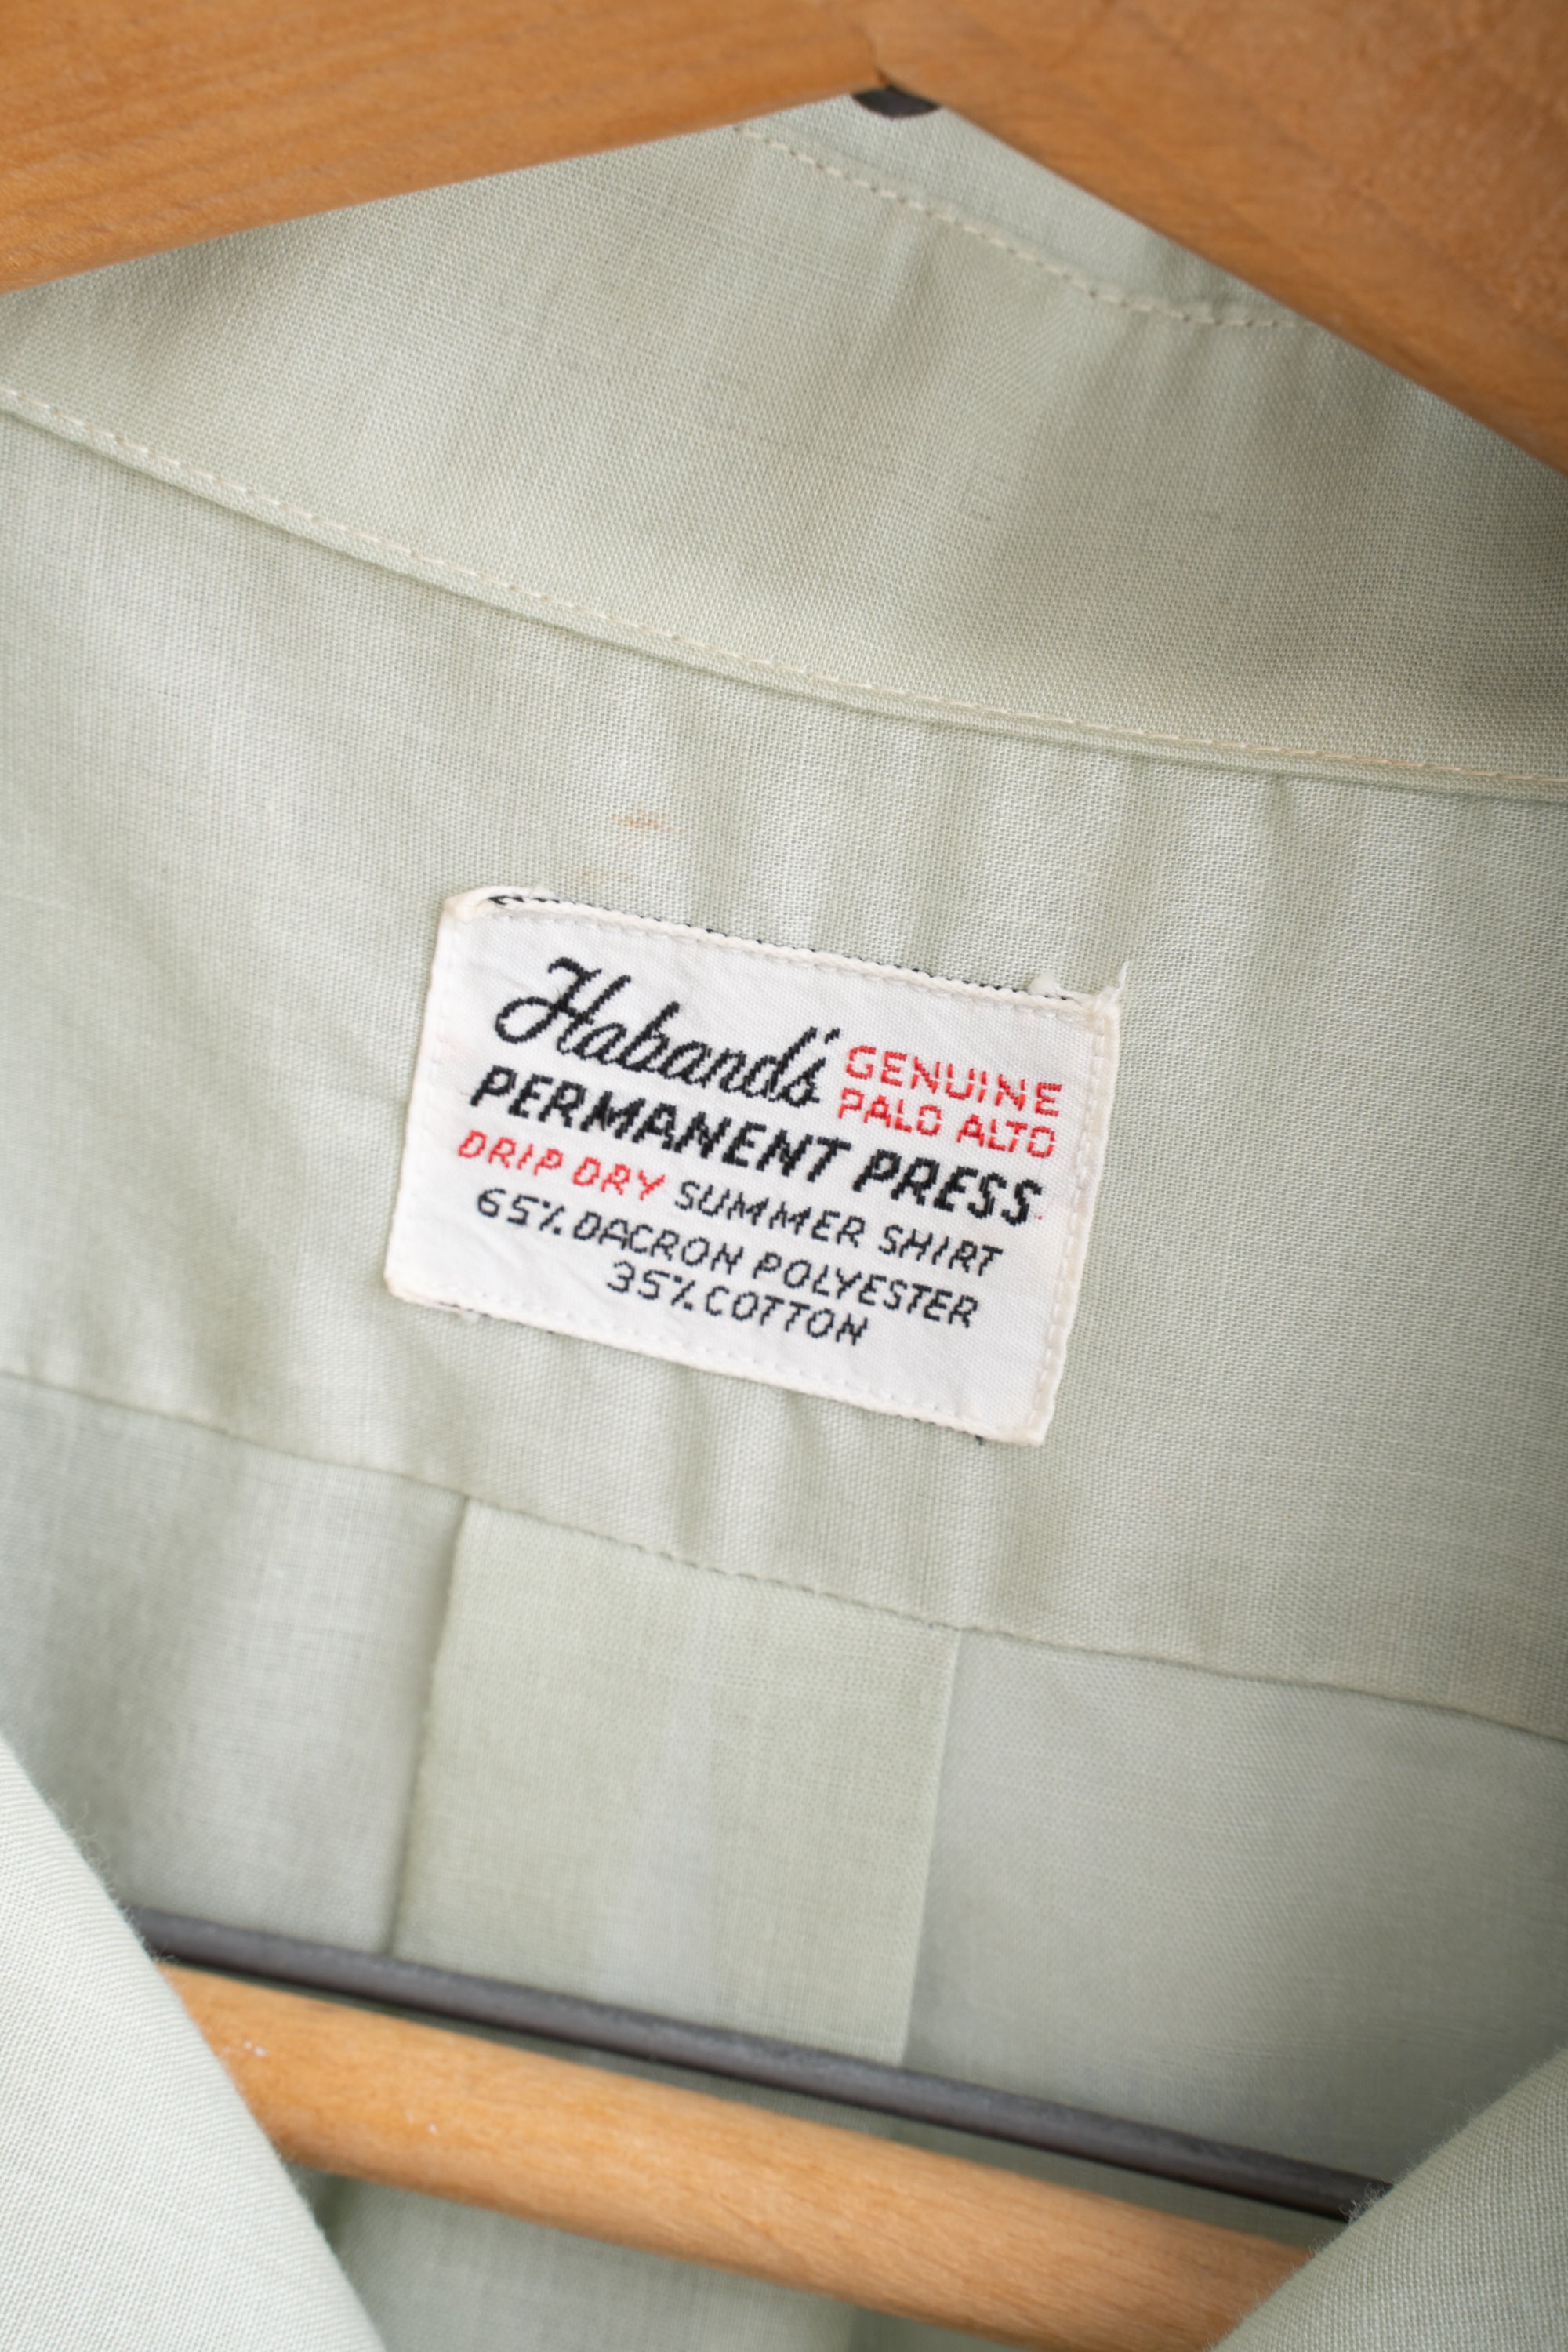 Haband's GENUINE PALO ALTO
PERMANENT PRESS
DRIP DRY SUMMER SHIRT
65% DACRON POLYESTER
35% COTTON